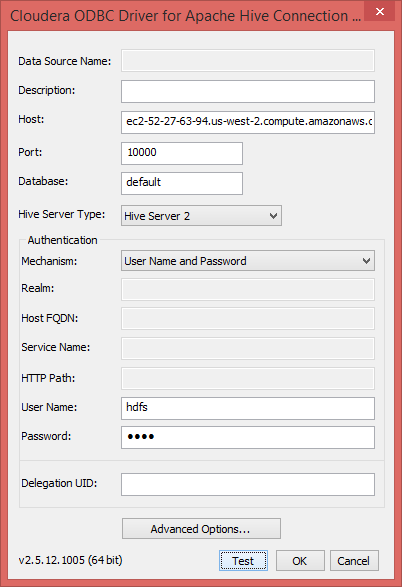 Cloudera ODBC Driver for Apache Hive Connection ...
Data Source Name:
Description:
Host: ec2-52-27-63-94.us-west-2.compute.amazonaws.c
Port: 10000
Database: default
Hive Server Type: Hive Server 2
Authentication
Mechanism: User Name and Password
Realm:
Host FQDN:
Service Name:
HTTP Path:
User Name: hdfs
Password: ●●●●
Delegation UID:
Advanced Options...
v2.5.12.1005 (64 bit) Test OK Cancel